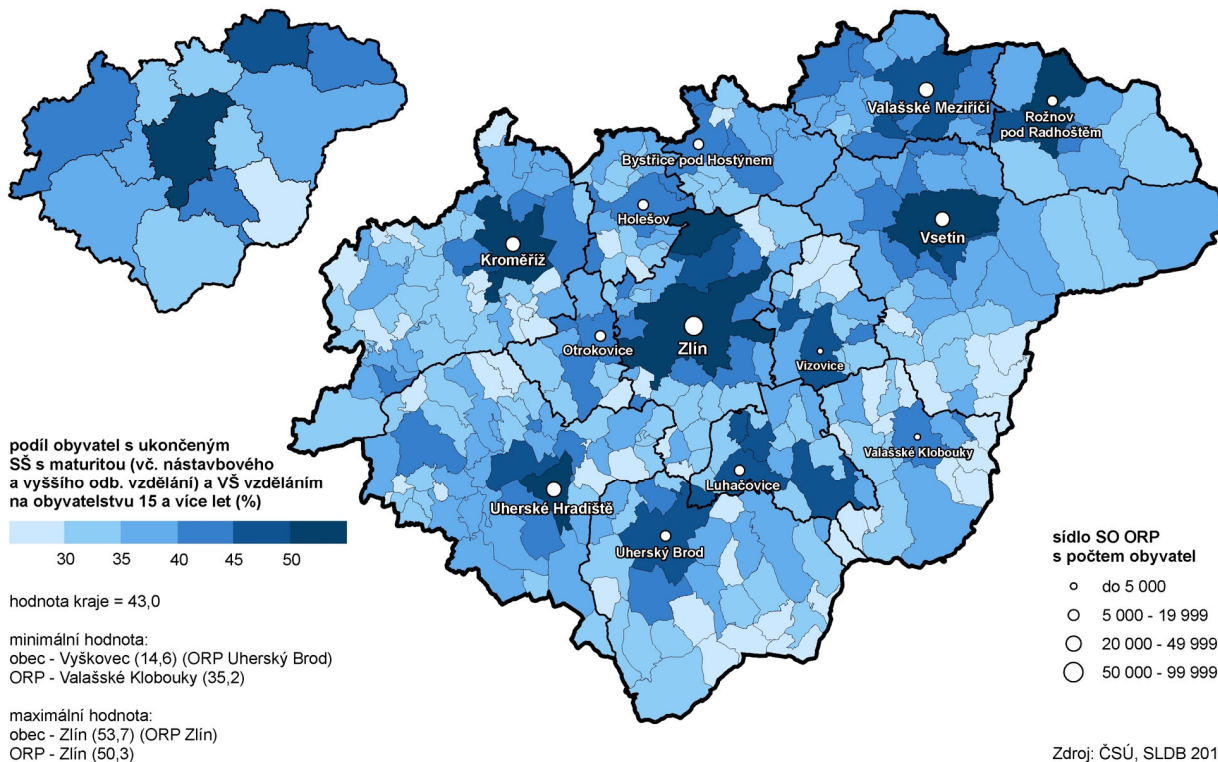 Valašské Meziříčí
Rožnov
pod Radhoštěm
Bystřice pod Hostýnem
Holešov
Vsetín
Kroměříž
Zlín
Otrokovice
Vizovice
Valašské Klobouky
Luhačovice
Uherské Hradiště
Uherský Brod
podíl obyvatel s ukončeným
SŠ s maturitou (vč. nástavbového
a vyššího odb. vzdělání) a VŠ vzděláním
na obyvatelstvu 15 a více let (%)
30 35 40 45 50
hodnota kraje = 43,0
minimální hodnota:
obec - Vyškovec (14,6) (ORP Uherský Brod)
ORP - Valašské Klobouky (35,2)
maximální hodnota:
obec - Zlín (53,7) (ORP Zlín)
ORP - Zlín (50,3)
sídlo SO ORP
s počtem obyvatel
do 5 000
5 000 - 19 999
20 000 - 49 999
50 000 - 99 999
Zdroj: ČSÚ, SLDB 201